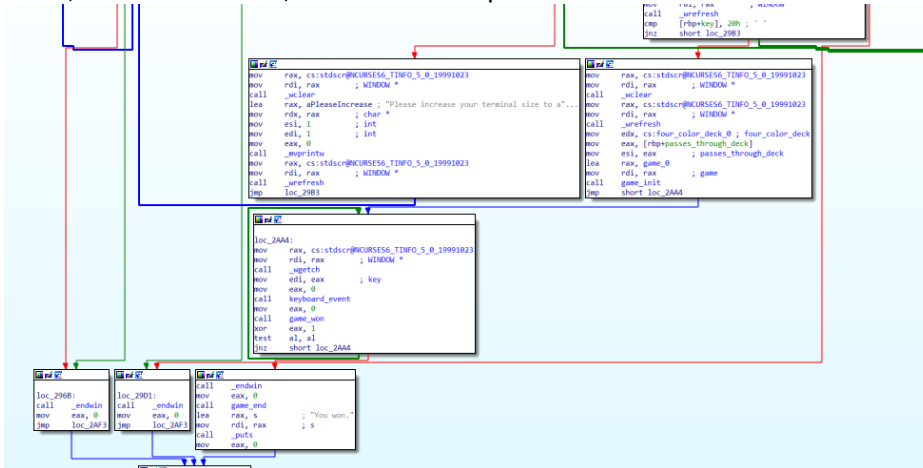 mov rdi, rax ; WINDOW *
call _wrefresh
cmp [rbp+key], 20h ; ' '
jnz short loc_29B3
mov rax, cs:stdscr@NCURSES6_TINFO_5_0_19991023
mov rdi, rax ; WINDOW *
call _wclear
lea rax, aPleaseIncrease ; "Please increase your terminal size to a"...
mov rdx, rax ; char *
mov esi, 1 ; int
mov edi, 1 ; int
mov eax, 0
call _mvprintw
mov rax, cs:stdscr@NCURSES6_TINFO_5_0_19991023
mov rdi, rax ; WINDOW *
call _wrefresh
jmp loc_29B3
mov rax, cs:stdscr@NCURSES6_TINFO_5_0_19991023
mov rdi, rax ; WINDOW *
call _wclear
mov rax, cs:stdscr@NCURSES6_TINFO_5_0_19991023
mov rdi, rax ; WINDOW *
call _wrefresh
mov edx, cs:four_color_deck_0 ; four_color_deck
mov eax, [rbp+passes_through_deck]
mov esi, eax ; passes_through_deck
lea rax, game_0
mov rdi, rax ; game
call game_init
jmp short loc_2AA4
loc_2AA4:
mov rax, cs:stdscr@NCURSES6_TINFO_5_0_19991023
mov rdi, rax ; WINDOW *
call _wgetch
mov edi, eax ; key
mov eax, 0
call keyboard_event
mov eax, 0
call game_won
xor eax, 1
test al, al
jnz short loc_2AA4
loc_296B:
call _endwin
mov eax, 0
jmp loc_2AF3
loc_29D1:
call _endwin
mov eax, 0
jmp loc_2AF3
call _endwin
mov eax, 0
call game_end
lea rax, s ; "You won."
mov rdi, rax ; s
call _puts
mov eax, 0